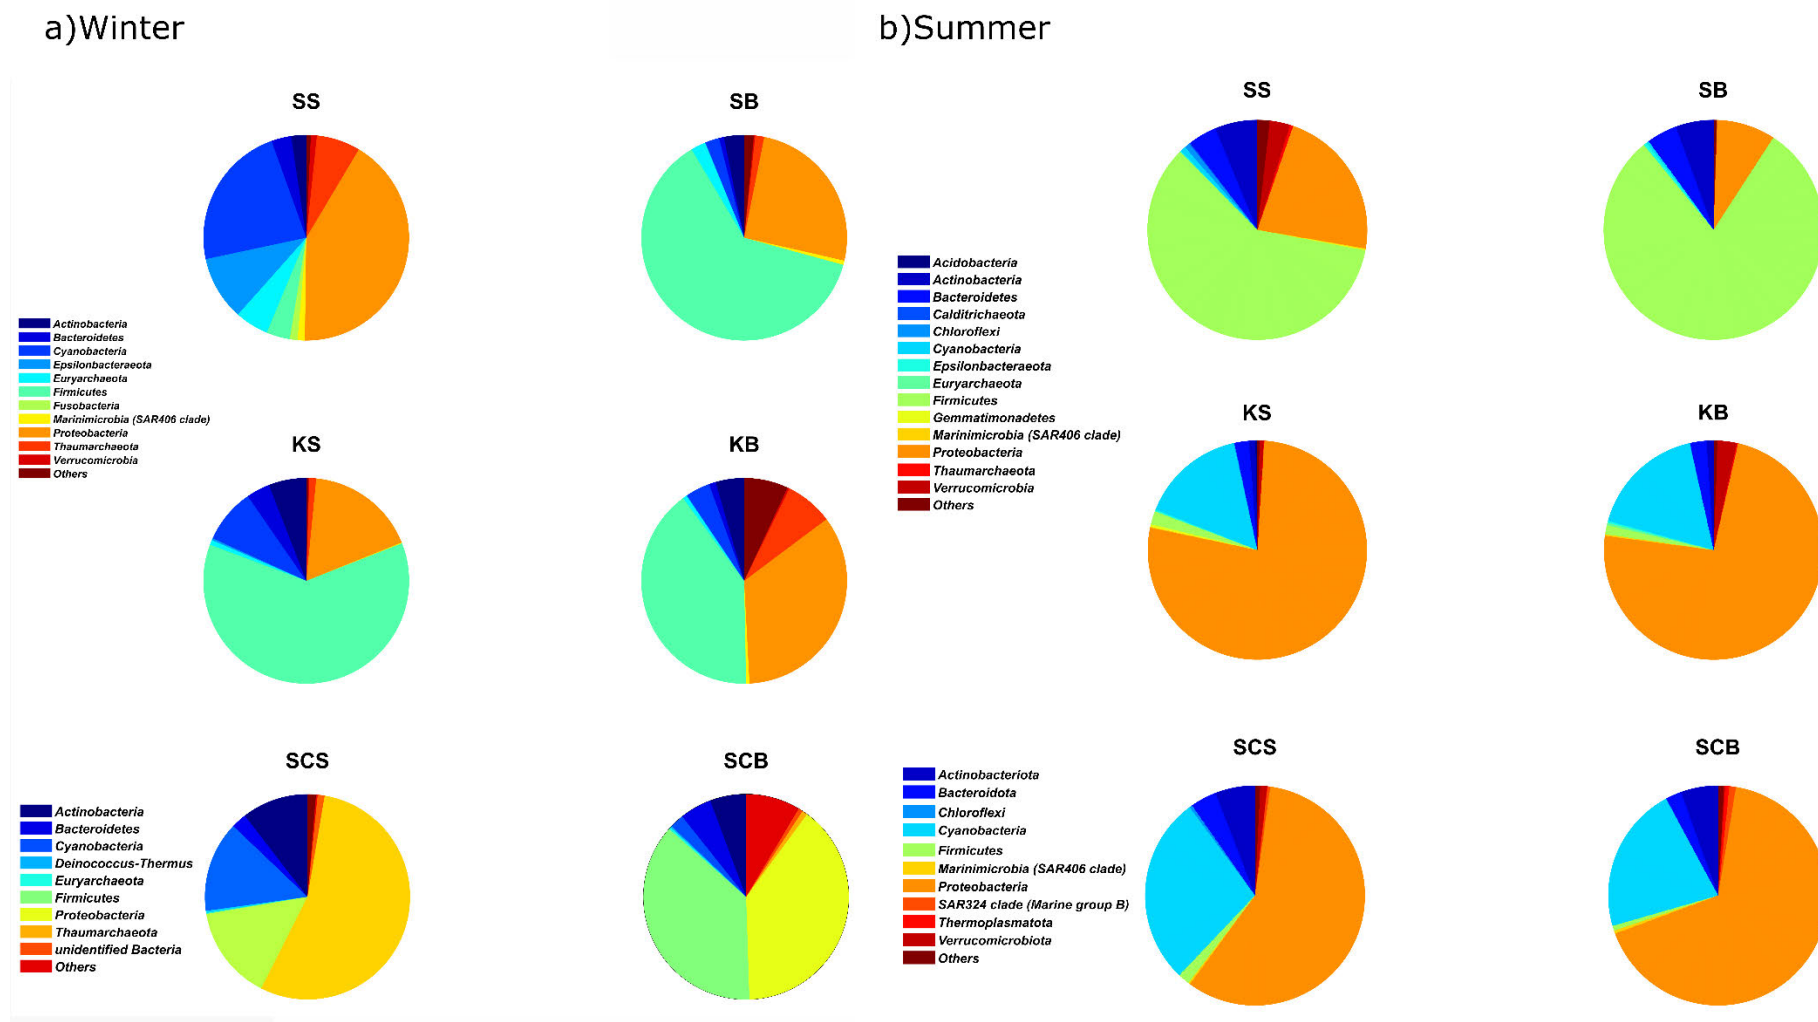 a)Winter
SS
SB
Actinobacteria
Bacteroidetes
Cyanobacteria
Epsilonbacteraeota
Euryarchaeota
Firmicutes
Fusobacteria
Marinimicrobia (SAR406 clade)
Proteobacteria
Thaumarchaeota
Verrucomicrobia
Others
KS
KB
SCS
SCB
Actinobacteria
Bacteroidetes
Cyanobacteria
Deinococcus-Thermus
Euryarchaeota
Firmicutes
Proteobacteria
Thaumarchaeota
unidentified Bacteria
Others
b)Summer
SS
SB
Acidobacteria
Actinobacteria
Bacteroidetes
Calditrichaeota
Chloroflexi
Cyanobacteria
Epsilonbacteraeota
Euryarchaeota
Firmicutes
Gemmatimonadetes
Marinimicrobia (SAR406 clade)
Proteobacteria
Thaumarchaeota
Verrucomicrobia
Others
KS
KB
SCS
SCB
Actinobacteriota
Bacteroidota
Chloroflexi
Cyanobacteria
Firmicutes
Marinimicrobia (SAR406 clade)
Proteobacteria
SAR324 clade (Marine group B)
Thermoplasmatota
Verrucomicrobiota
Others